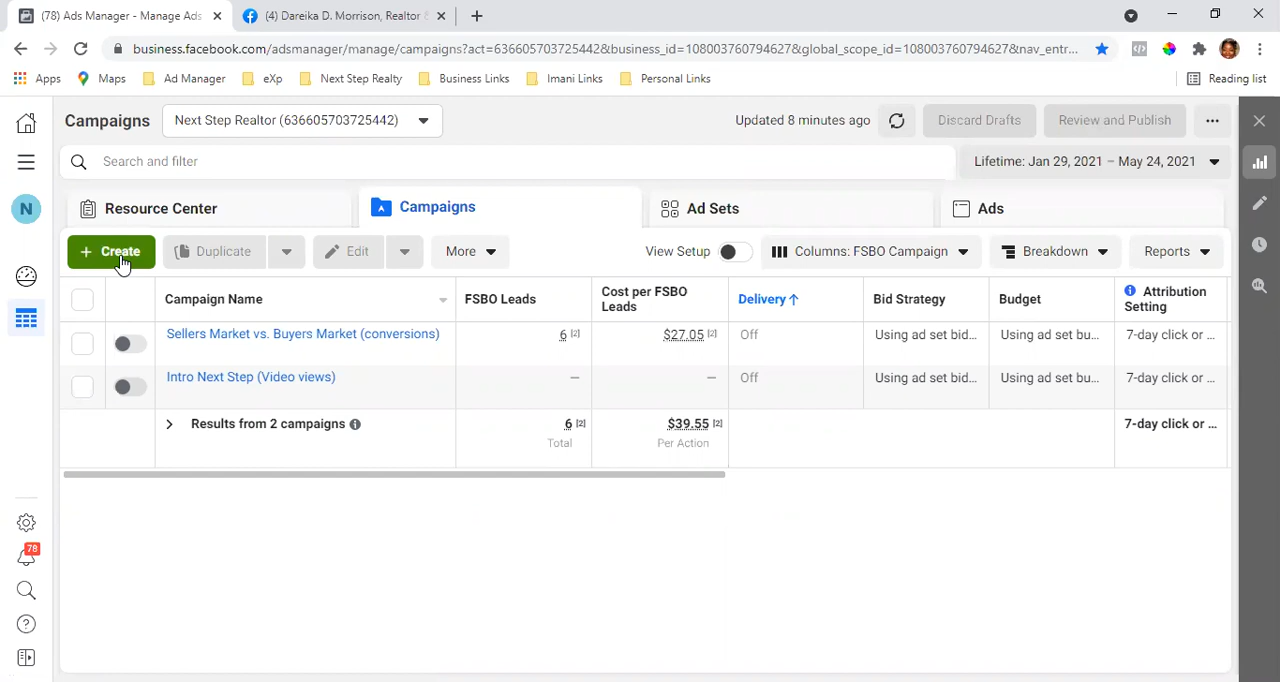 (78) Ads Manager - Manage Ads
(4) Dareika D. Morrison, Realtor
business.facebook.com/adsmanager/manage/campaigns?act=636605703725442&business_id=108003760794627&global_scope_id=108003760794627&nav_entr...
Apps Maps Ad Manager eXp Next Step Realty Business Links Imani Links Personal Links Reading list
Campaigns Next Step Realtor (636605703725442) Updated 8 minutes ago Discard Drafts Review and Publish
Search and filter Lifetime: Jan 29, 2021 – May 24, 2021
Resource Center Campaigns Ad Sets Ads
N
+ Create Duplicate Edit More View Setup Columns: FSBO Campaign Breakdown Reports
Campaign Name FSBO Leads Cost per FSBO Leads Delivery↑ Bid Strategy Budget Attribution Setting
Sellers Market vs. Buyers Market (conversions) 6 [2] $27.05 [2] Off Using ad set bid... Using ad set bu... 7-day click or ...
Intro Next Step (Video views) — — Off Using ad set bid... Using ad set bu... 7-day click or ...
Results from 2 campaigns 6 [2] $39.55 [2] 7-day click or ...
Total Per Action
78